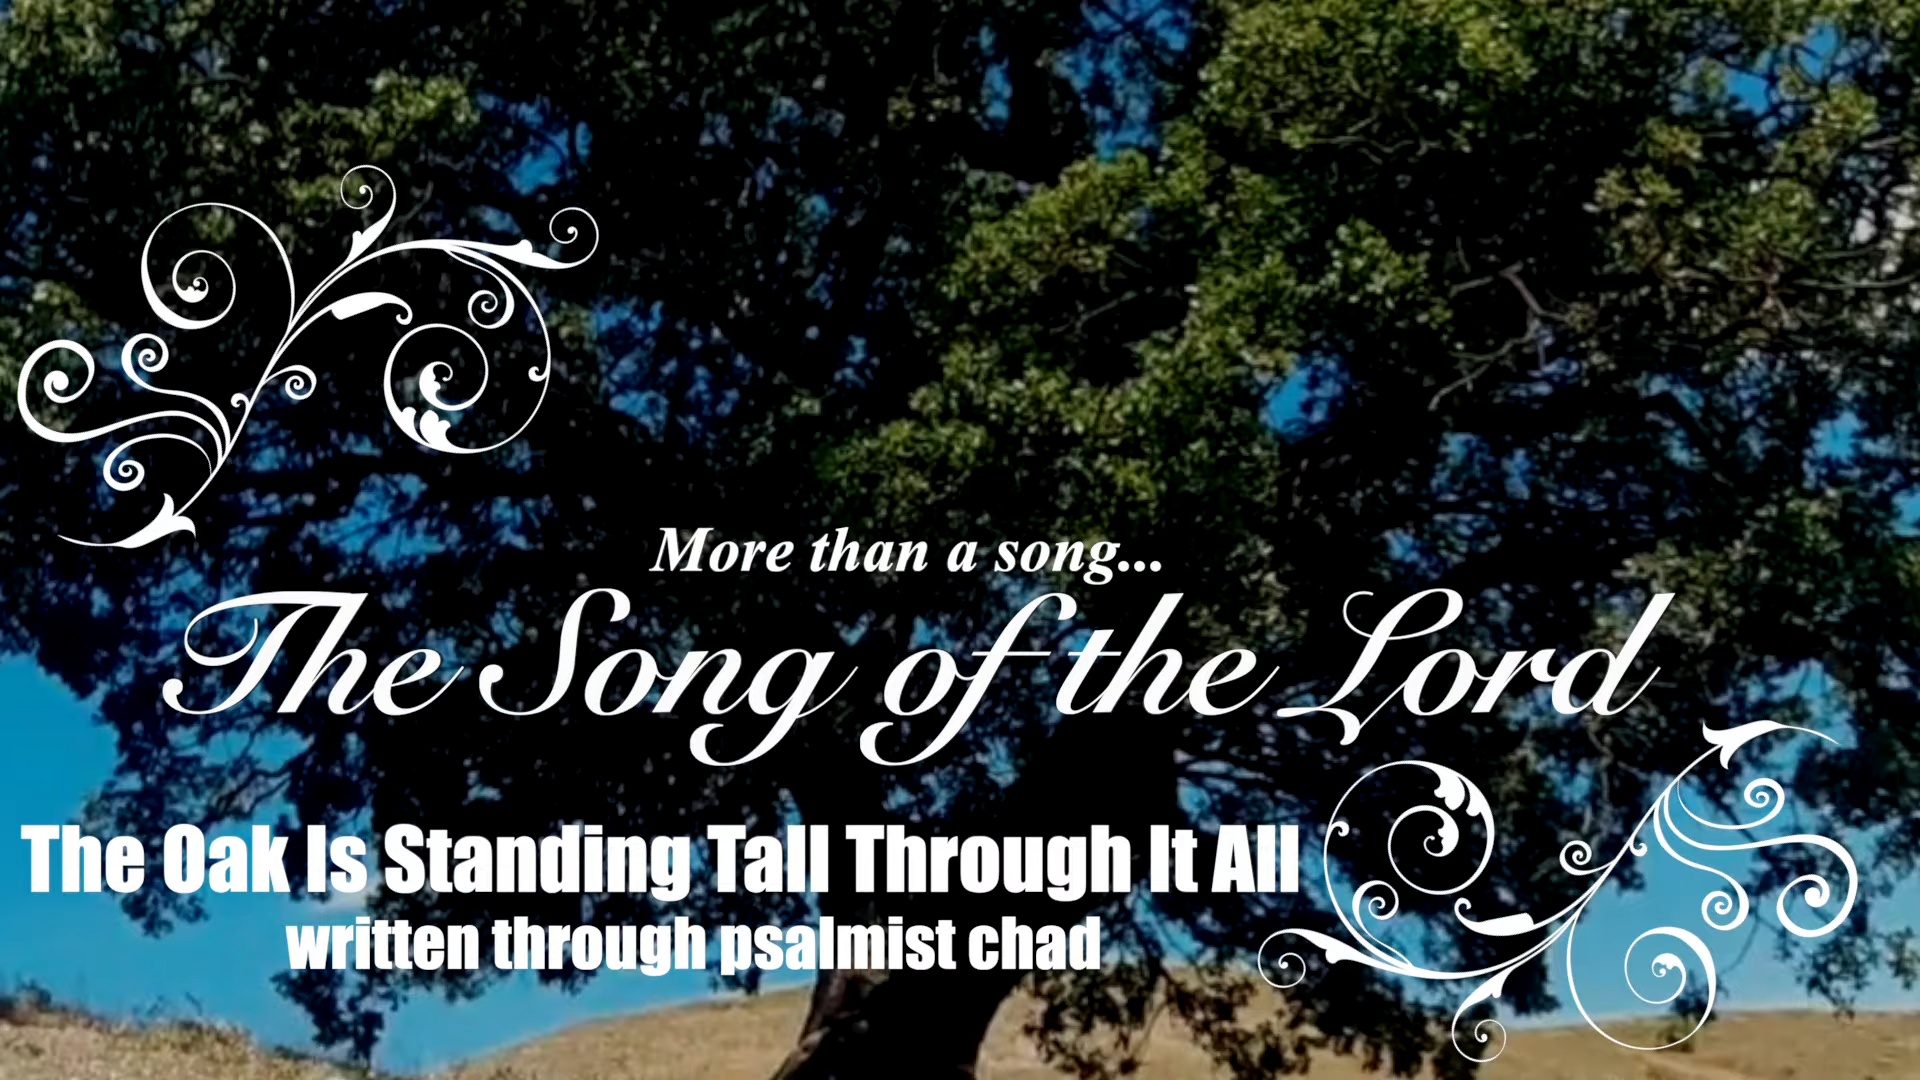 More than a song...
The Song of the Lord
The Oak Is Standing Tall Through It All
written through psalmist chad